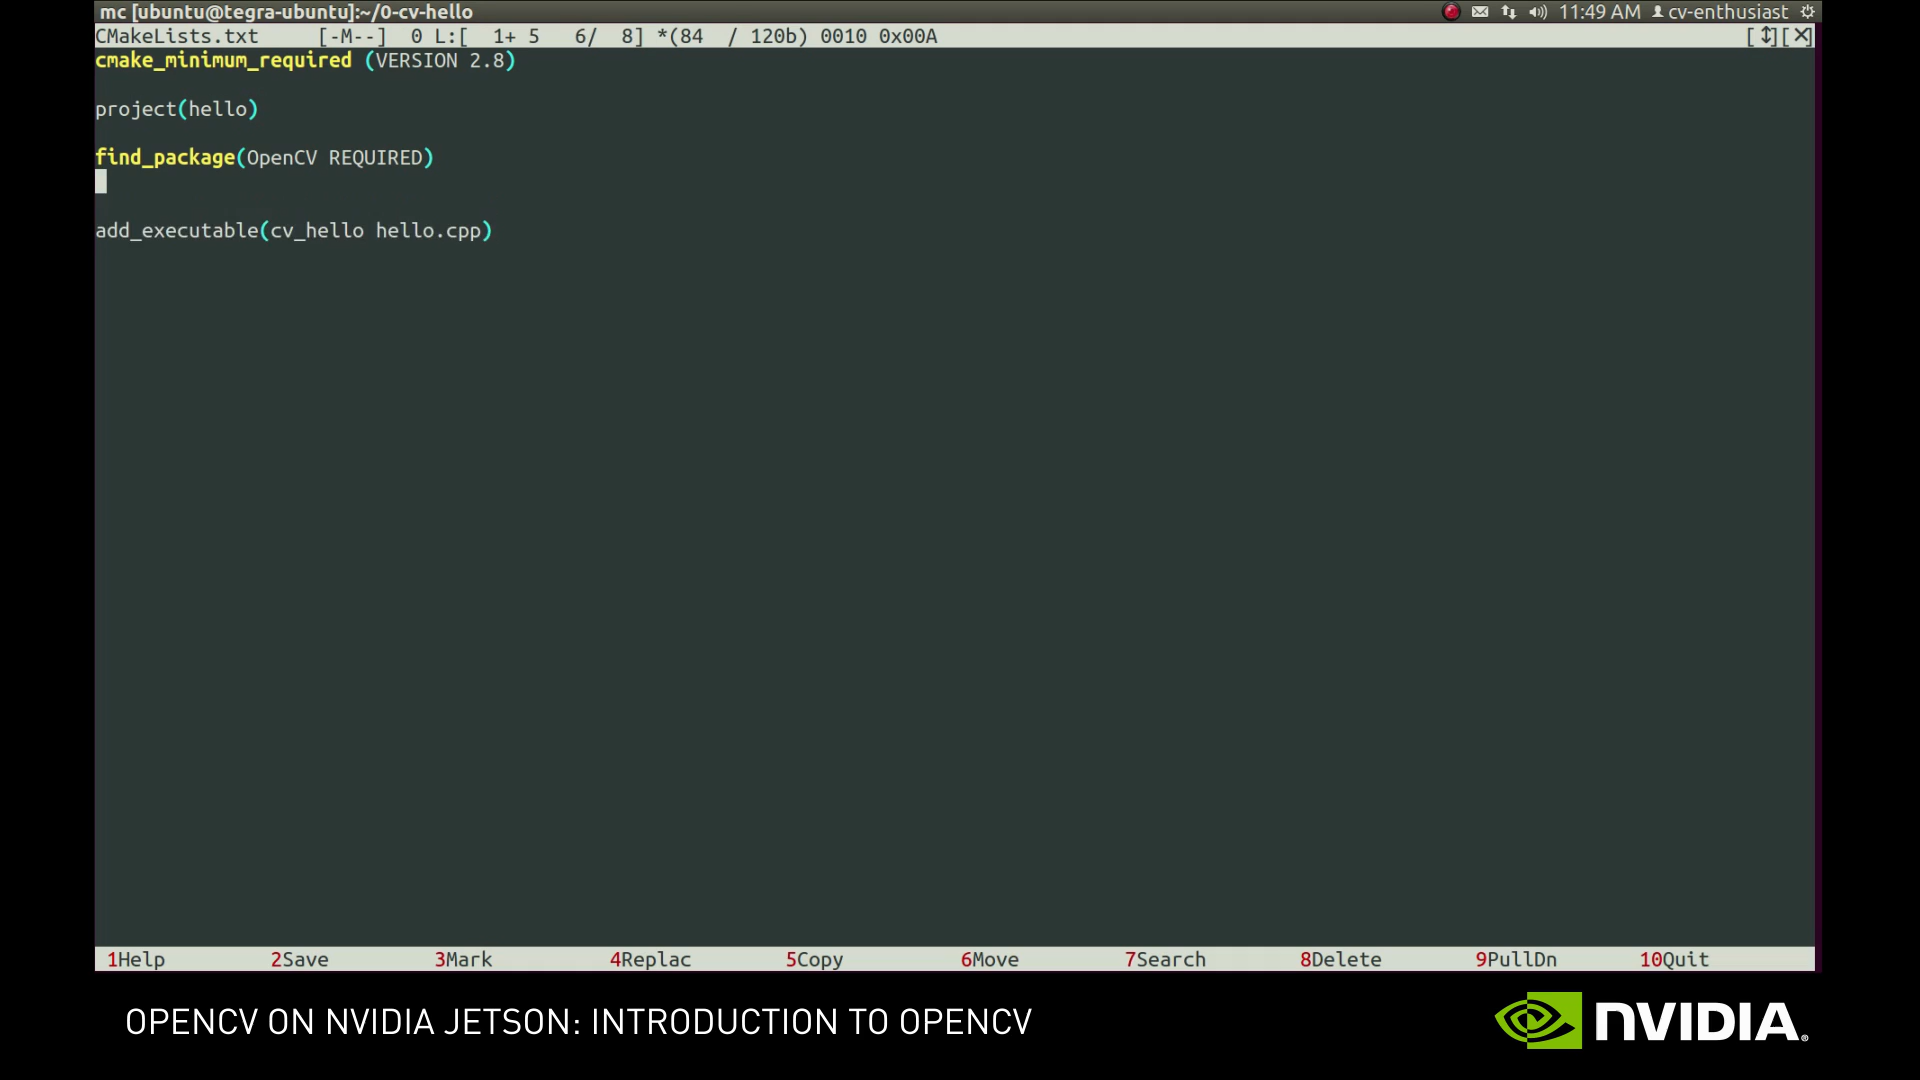 mc [ubuntu@tegra-ubuntu]:~/0-cv-hello 11:49 AM cv-enthusiast
CMakeLists.txt [-M--] 0 L:[ 1+ 5 6/ 8] *(84 / 120b) 0010 0x00A [↕][X]
cmake_minimum_required (VERSION 2.8)
project(hello)
find_package(OpenCV REQUIRED)
add_executable(cv_hello hello.cpp)
1Help 2Save 3Mark 4Replac 5Copy 6Move 7Search 8Delete 9PullDn 10Quit
OPENCV ON NVIDIA JETSON: INTRODUCTION TO OPENCV
NVIDIA®